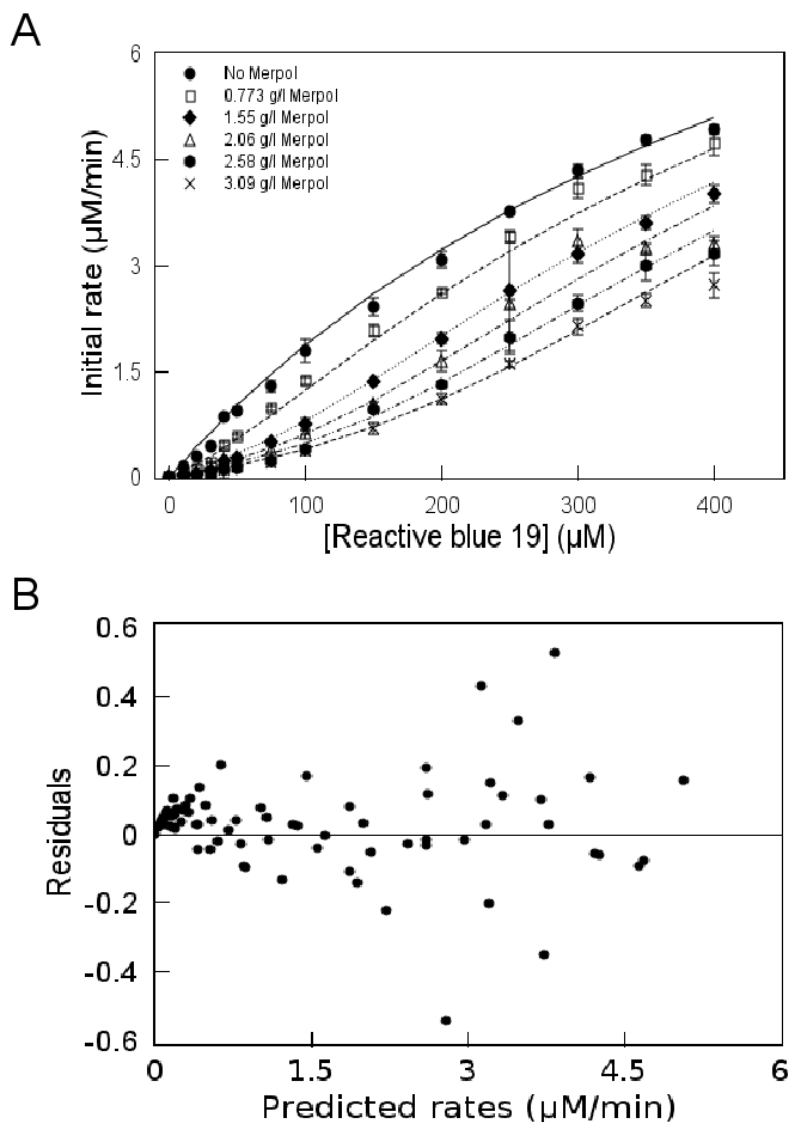 A
6
No Merpol
0.773 g/l Merpol
1.55 g/l Merpol
2.06 g/l Merpol
2.58 g/l Merpol
3.09 g/l Merpol
4.5
3
1.5
0
Initial rate (µM/min)
0 100 200 300 400
[Reactive blue 19] (µM)
B
0.6
0.4
0.2
0
-0.2
-0.4
-0.6
Residuals
0 1.5 3 4.5 6
Predicted rates (µM/min)